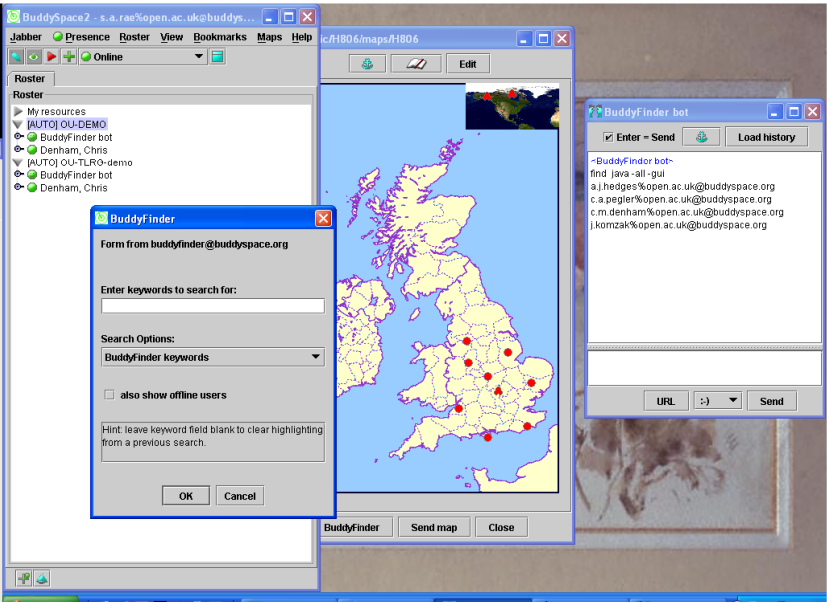 BuddySpace2 - s.a.rae%open.ac.uk@buddys...
Jabber Presence Roster View Bookmarks Maps Help
Online
Roster
Roster
My resources
[AUTO] OU-DEMO
BuddyFinder bot
Denham, Chris
[AUTO] OU-TLRG-demo
BuddyFinder bot
Denham, Chris
BuddyFinder
Form from buddyfinder@buddyspace.org
Enter keywords to search for:
Search Options:
BuddyFinder keywords
also show offline users
Hint: leave keyword field blank to clear highlighting
from a previous search.
OK Cancel
ic/H806/maps/H806
Edit
BuddyFinder Send map Close
BuddyFinder bot
Enter = Send Load history
<BuddyFinder bot>
find java -all -gui
a.j.hedges%open.ac.uk@buddyspace.org
c.a.pegler%open.ac.uk@buddyspace.org
c.m.denham%open.ac.uk@buddyspace.org
j.komzak%open.ac.uk@buddyspace.org
URL :-) Send